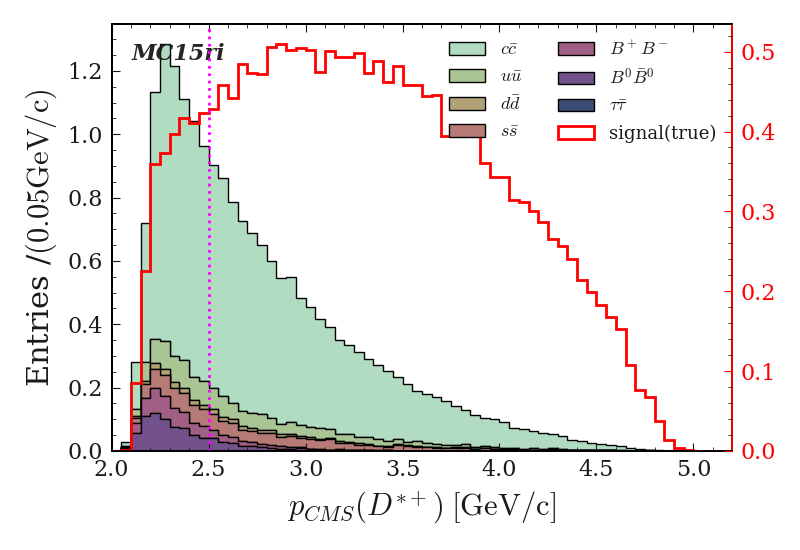 MC15ri
cc̄
uū
dd̄
ss̄
B⁺B⁻
B⁰B̄⁰
ττ̄
signal(true)
Entries /(0.05GeV/c)
0.0
0.2
0.4
0.6
0.8
1.0
1.2
0.0
0.1
0.2
0.3
0.4
0.5
2.0 2.5 3.0 3.5 4.0 4.5 5.0
p_{CMS}(D^{*+}) [GeV/c]